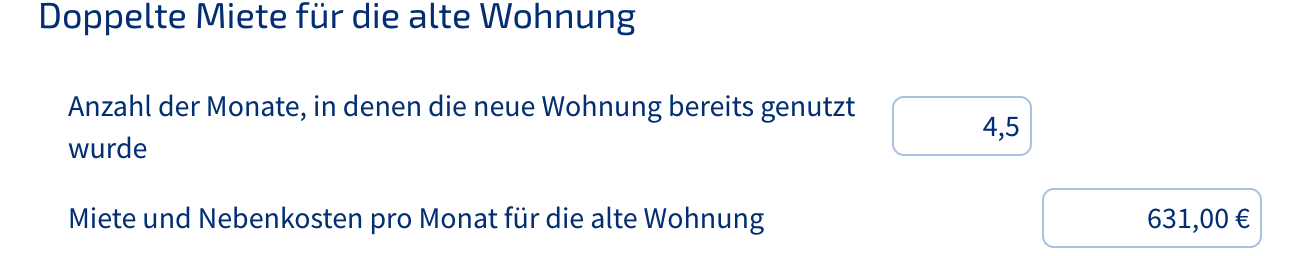 Doppelte Miete für die alte Wohnung
Anzahl der Monate, in denen die neue Wohnung bereits genutzt
wurde
4,5
Miete und Nebenkosten pro Monat für die alte Wohnung
631,00 €